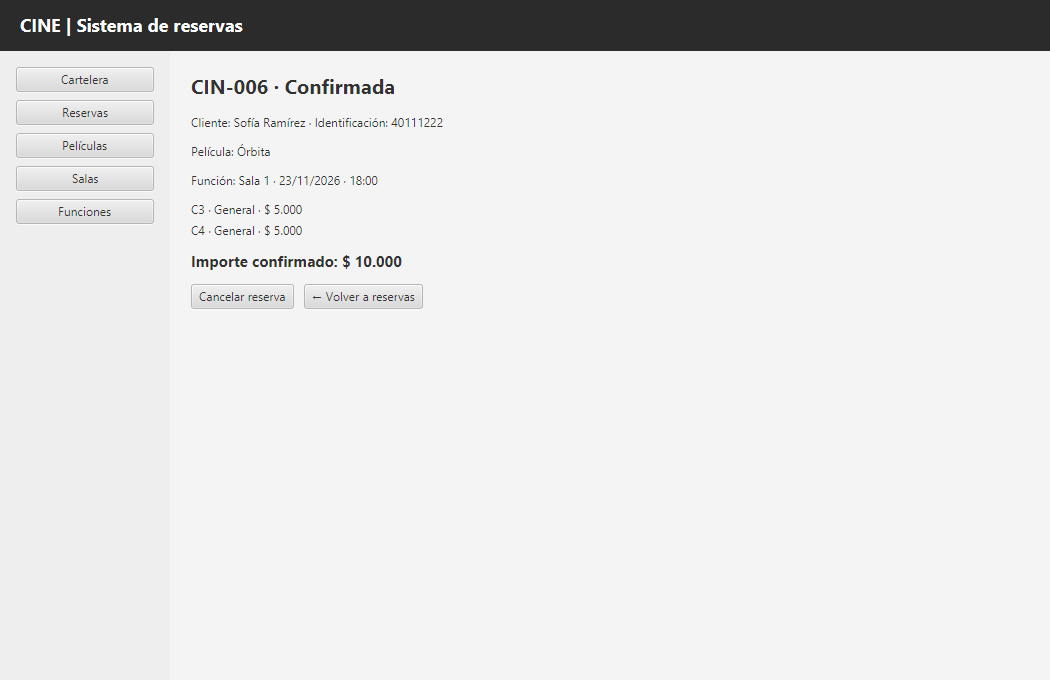 CINE | Sistema de reservas
Cartelera
Reservas
Películas
Salas
Funciones
CIN-006 · Confirmada
Cliente: Sofía Ramírez · Identificación: 40111222
Película: Órbita
Función: Sala 1 · 23/11/2026 · 18:00
C3 · General · $ 5.000
C4 · General · $ 5.000
Importe confirmado: $ 10.000
Cancelar reserva
← Volver a reservas